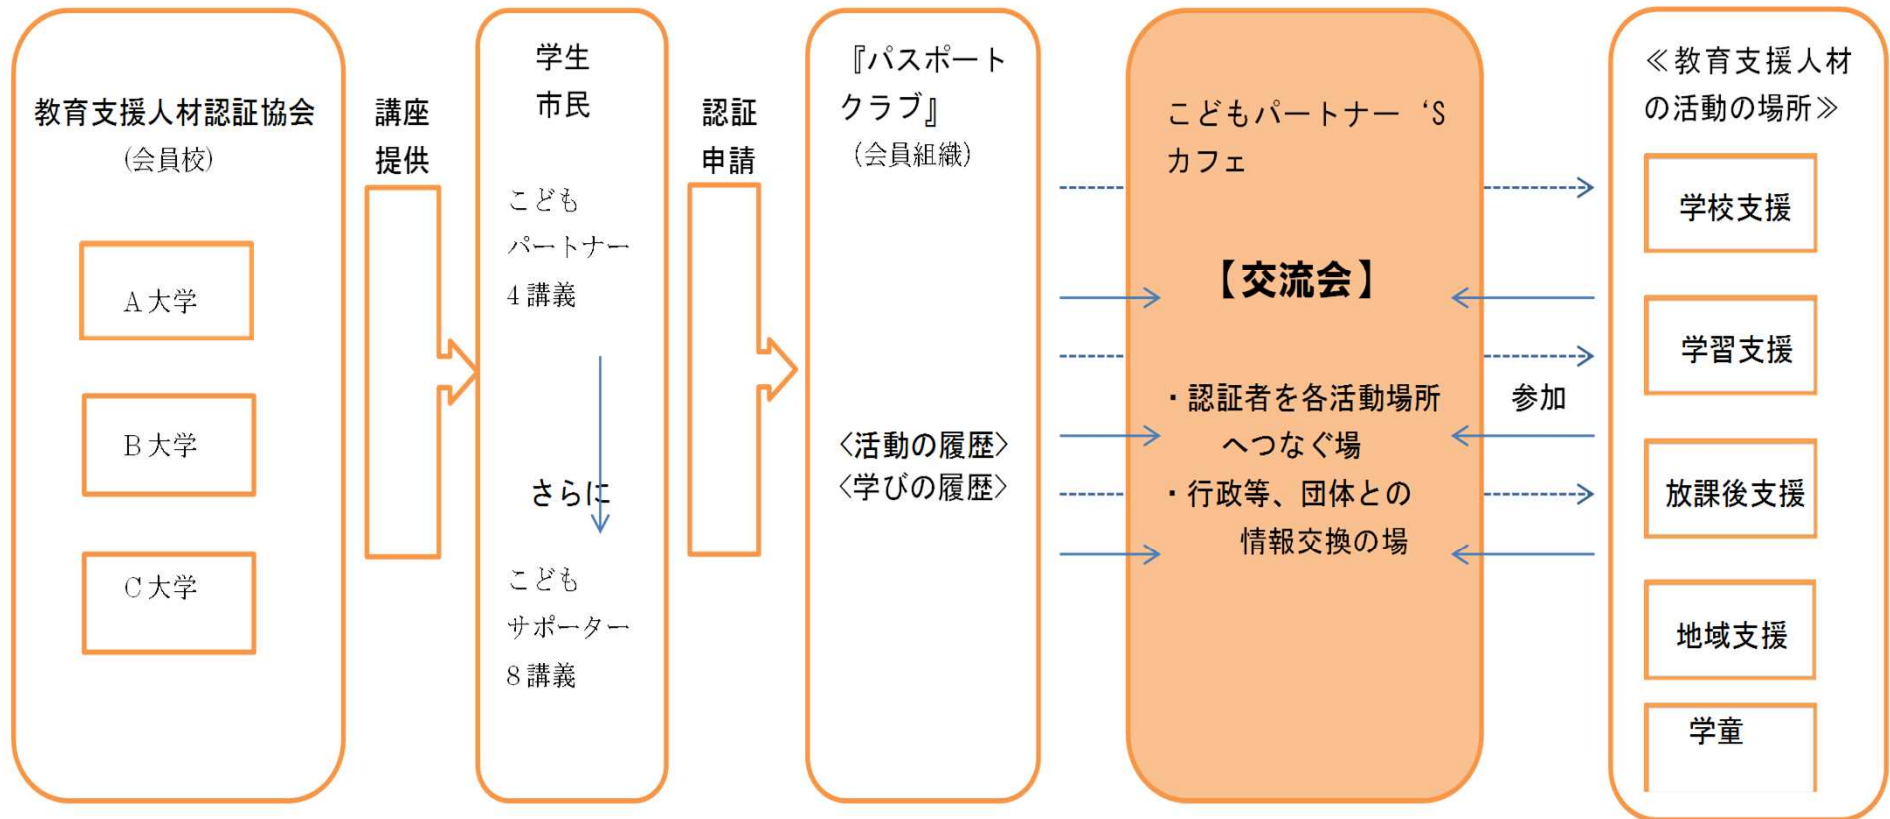 教育支援人材認証協会
(会員校)
A大学
B大学
C大学
講座
提供
学生
市民
こども
パートナー
4講義
さらに
こども
サポーター
8講義
認証
申請
『パスポート
クラブ』
(会員組織)
〈活動の履歴〉
〈学びの履歴〉
こどもパートナー‘S
カフェ
【交流会】
・認証者を各活動場所
へつなぐ場
・行政等、団体との
情報交換の場
参加
≪教育支援人材
の活動の場所≫
学校支援
学習支援
放課後支援
地域支援
学童